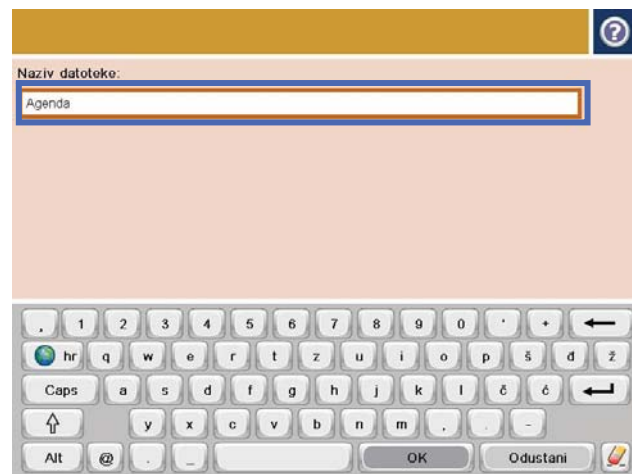 Naziv datoteke:
Agenda
, 1 2 3 4 5 6 7 8 9 0 ' +
hr q w e r t z u i o p š đ ž
Caps a s d f g h j k l č ć
y x c v b n m , . -
Alt @ . _ OK Odustani